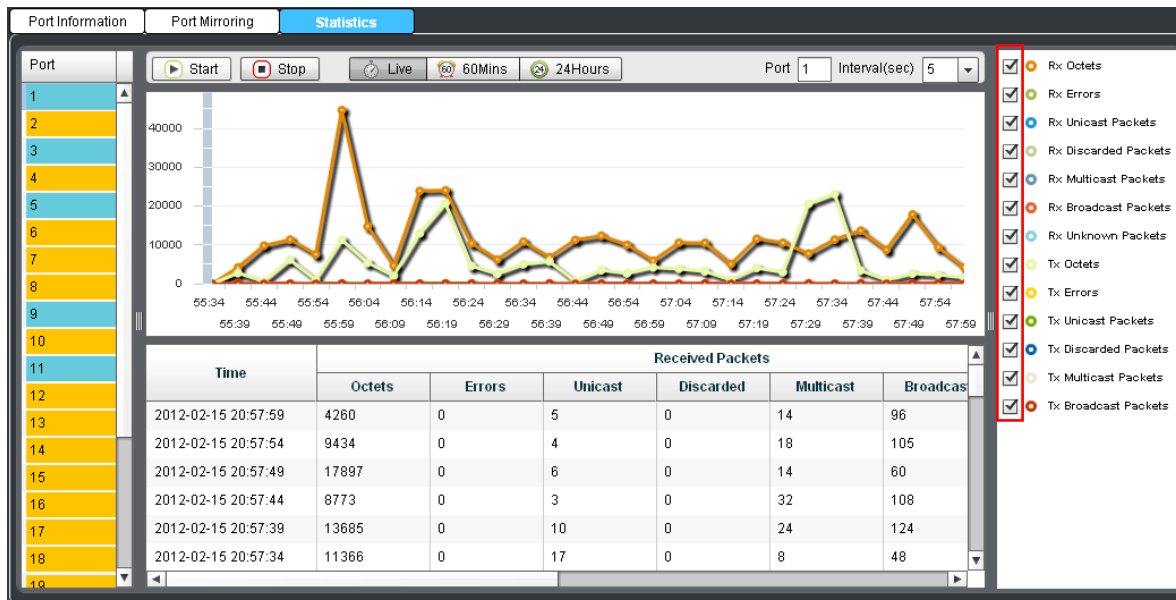 Port Information Port Mirroring Statistics
Port
1
2
3
4
5
6
7
8
9
10
11
12
13
14
15
16
17
18
19
Start Stop Live 60 60Mins 24 24Hours Port 1 Interval(sec) 5
40000
30000
20000
10000
0
55:34 55:44 55:54 56:04 56:14 56:24 56:34 56:44 56:54 57:04 57:14 57:24 57:34 57:44 57:54
55:39 55:49 55:59 56:09 56:19 56:29 56:39 56:49 56:59 57:09 57:19 57:29 57:39 57:49 57:59
Time Received Packets
Octets Errors Unicast Discarded Multicast Broadcas
2012-02-15 20:57:59 4260 0 5 0 14 96
2012-02-15 20:57:54 9434 0 4 0 18 105
2012-02-15 20:57:49 17897 0 6 0 14 60
2012-02-15 20:57:44 8773 0 3 0 32 108
2012-02-15 20:57:39 13685 0 10 0 24 124
2012-02-15 20:57:34 11366 0 17 0 8 48
Rx Octets
Rx Errors
Rx Unicast Packets
Rx Discarded Packets
Rx Multicast Packets
Rx Broadcast Packets
Rx Unknown Packets
Tx Octets
Tx Errors
Tx Unicast Packets
Tx Discarded Packets
Tx Multicast Packets
Tx Broadcast Packets